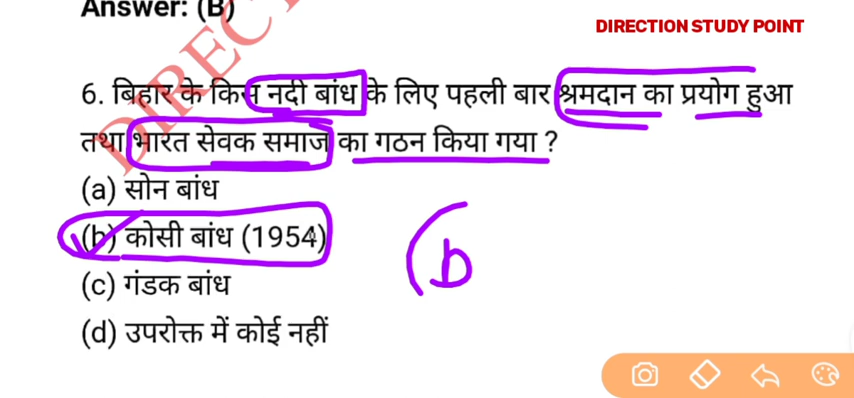 Answer: (B)
DIRECTION STUDY POINT
6. बिहार के किस नदी बांध के लिए पहली बार श्रमदान का प्रयोग हुआ
तथा भारत सेवक समाज का गठन किया गया ?
(a) सोन बांध
(b) कोसी बांध (1954)
(b
(c) गंडक बांध
(d) उपरोक्त में कोई नहीं
DIRECT